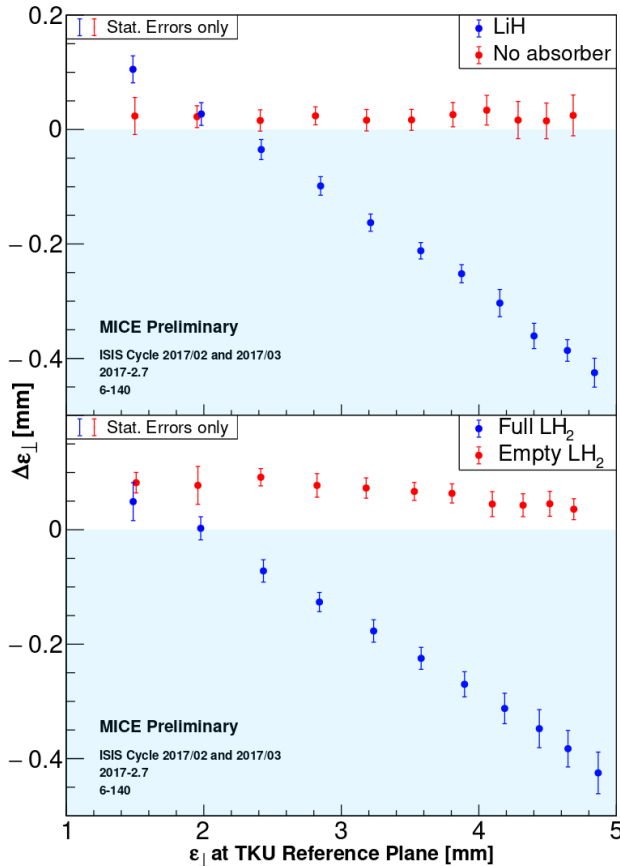 0.2
Stat. Errors only
LiH
No absorber
0
−0.2
MICE Preliminary
ISIS Cycle 2017/02 and 2017/03
2017-2.7
6-140
−0.4
Δε⊥ [mm]
Stat. Errors only
Full LH₂
Empty LH₂
0
−0.2
MICE Preliminary
ISIS Cycle 2017/02 and 2017/03
2017-2.7
6-140
−0.4
1 2 3 4 5
ε⊥ at TKU Reference Plane [mm]